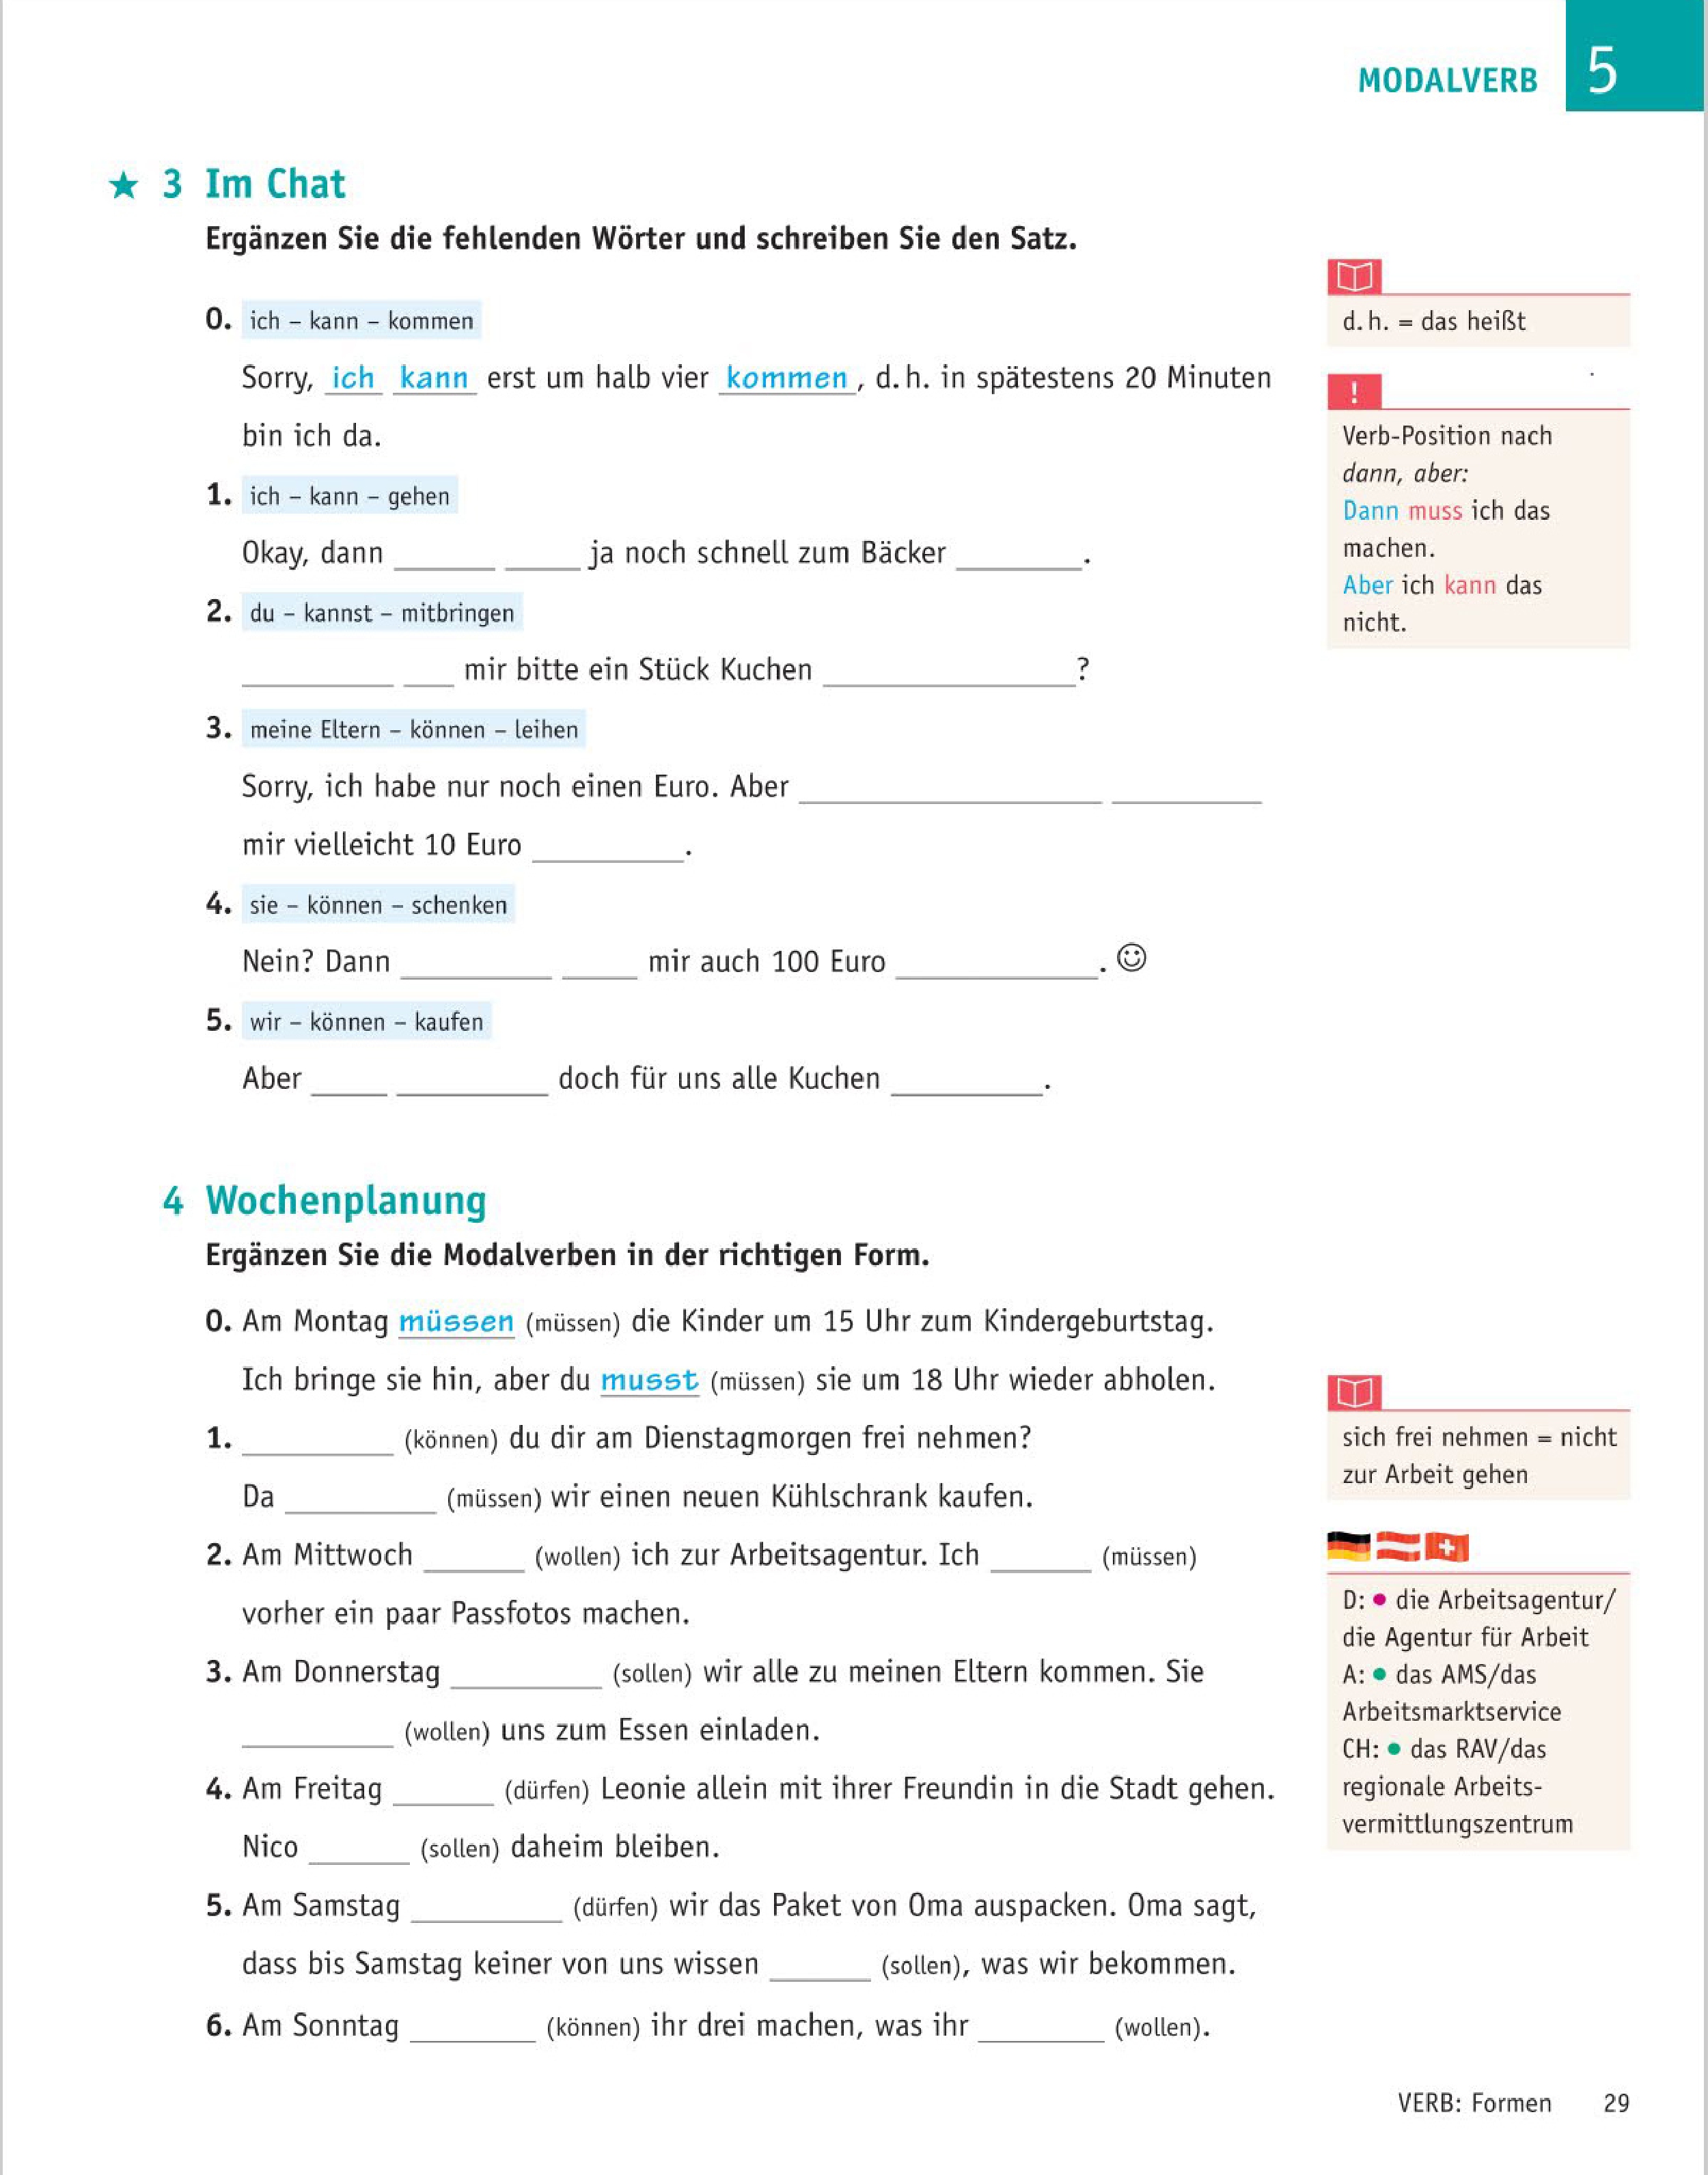 MODALVERB 5
★ 3 Im Chat
Ergänzen Sie die fehlenden Wörter und schreiben Sie den Satz.
0. ich – kann – kommen
Sorry, ich kann erst um halb vier kommen, d. h. in spätestens 20 Minuten
bin ich da.
1. ich – kann – gehen
Okay, dann ______ ______ ja noch schnell zum Bäcker ______.
2. du – kannst – mitbringen
______ ______ mir bitte ein Stück Kuchen ______?
3. meine Eltern – können – leihen
Sorry, ich habe nur noch einen Euro. Aber ______ ______
mir vielleicht 10 Euro ______.
4. sie – können – schenken
Nein? Dann ______ ______ mir auch 100 Euro ______. ☺
5. wir – können – kaufen
Aber ______ ______ doch für uns alle Kuchen ______.
d. h. = das heißt
!
Verb-Position nach
dann, aber:
Dann muss ich das
machen.
Aber ich kann das
nicht.
4 Wochenplanung
Ergänzen Sie die Modalverben in der richtigen Form.
0. Am Montag müssen (müssen) die Kinder um 15 Uhr zum Kindergeburtstag.
Ich bringe sie hin, aber du musst (müssen) sie um 18 Uhr wieder abholen.
1. ______ (können) du dir am Dienstagmorgen frei nehmen?
Da ______ (müssen) wir einen neuen Kühlschrank kaufen.
2. Am Mittwoch ______ (wollen) ich zur Arbeitsagentur. Ich ______ (müssen)
vorher ein paar Passfotos machen.
3. Am Donnerstag ______ (sollen) wir alle zu meinen Eltern kommen. Sie
______ (wollen) uns zum Essen einladen.
4. Am Freitag ______ (dürfen) Leonie allein mit ihrer Freundin in die Stadt gehen.
Nico ______ (sollen) daheim bleiben.
5. Am Samstag ______ (dürfen) wir das Paket von Oma auspacken. Oma sagt,
dass bis Samstag keiner von uns wissen ______ (sollen), was wir bekommen.
6. Am Sonntag ______ (können) ihr drei machen, was ihr ______ (wollen).
sich frei nehmen = nicht
zur Arbeit gehen
D: • die Arbeitsagentur/
die Agentur für Arbeit
A: • das AMS/das
Arbeitsmarktservice
CH: • das RAV/das
regionale Arbeits-
vermittlungszentrum
VERB: Formen 29